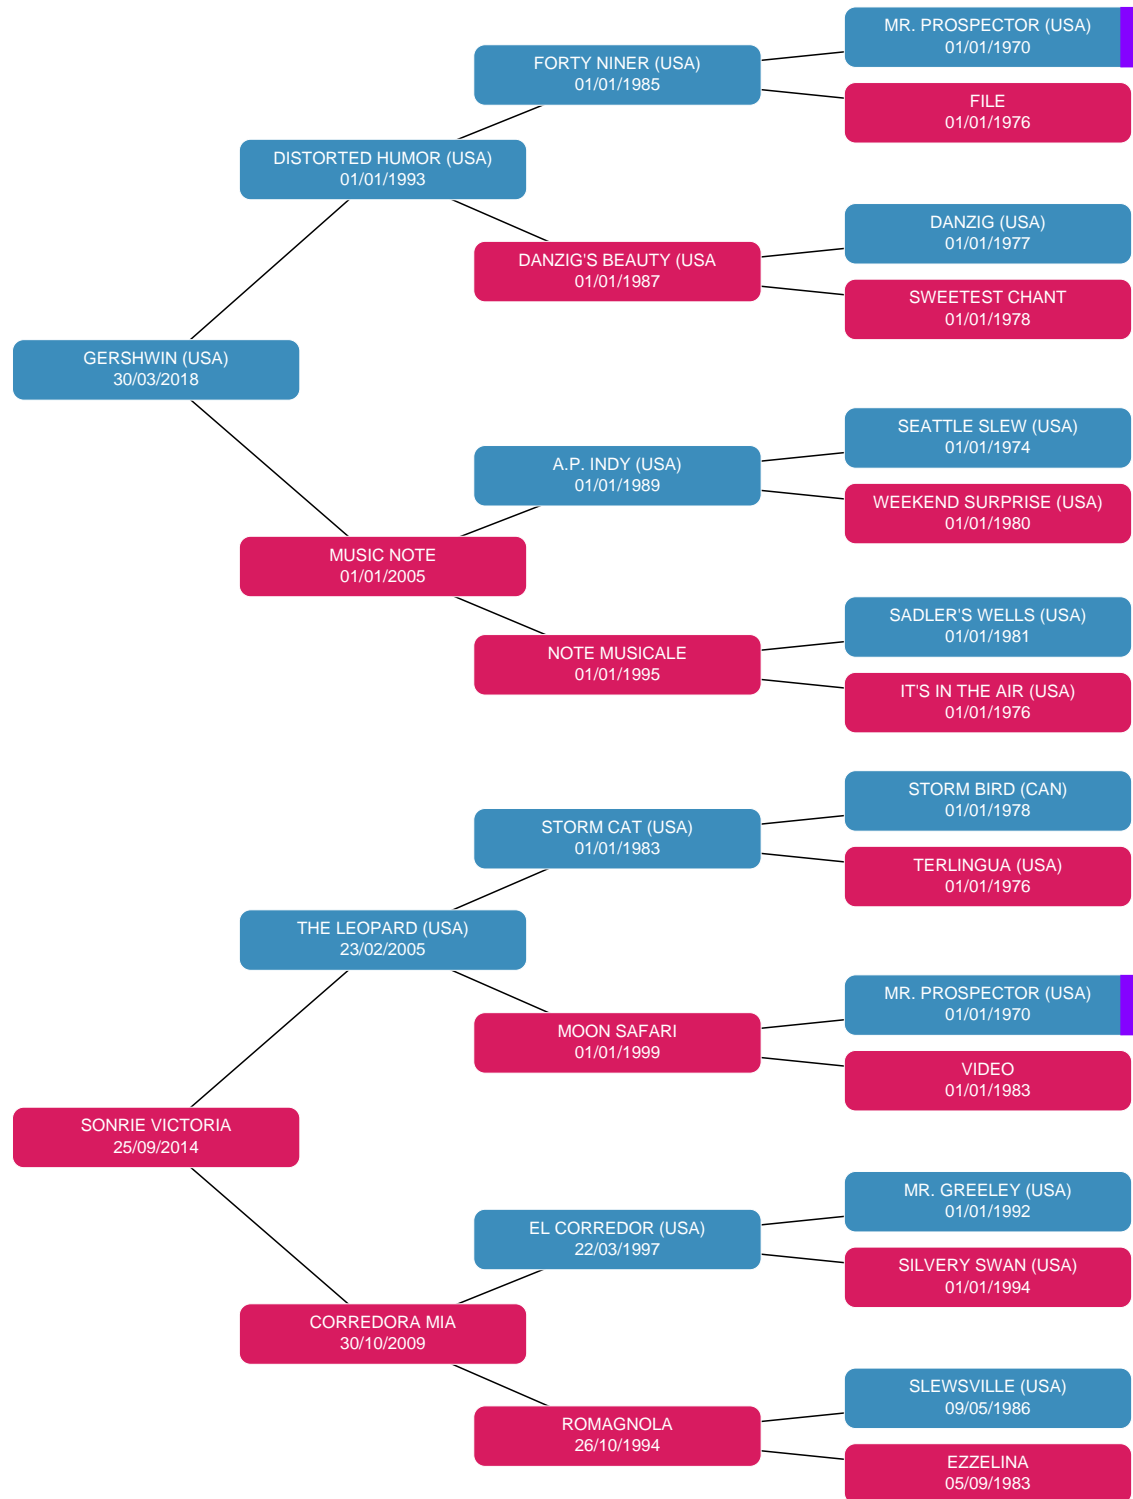 MR. PROSPECTOR (USA)
01/01/1970
FORTY NINER (USA)
01/01/1985
FILE
01/01/1976
DISTORTED HUMOR (USA)
01/01/1993
DANZIG (USA)
01/01/1977
DANZIG'S BEAUTY (USA
01/01/1987
SWEETEST CHANT
01/01/1978
GERSHWIN (USA)
30/03/2018
SEATTLE SLEW (USA)
01/01/1974
A.P. INDY (USA)
01/01/1989
WEEKEND SURPRISE (USA)
01/01/1980
MUSIC NOTE
01/01/2005
SADLER'S WELLS (USA)
01/01/1981
NOTE MUSICALE
01/01/1995
IT'S IN THE AIR (USA)
01/01/1976
STORM BIRD (CAN)
01/01/1978
STORM CAT (USA)
01/01/1983
TERLINGUA (USA)
01/01/1976
THE LEOPARD (USA)
23/02/2005
MR. PROSPECTOR (USA)
01/01/1970
MOON SAFARI
01/01/1999
VIDEO
01/01/1983
SONRIE VICTORIA
25/09/2014
MR. GREELEY (USA)
01/01/1992
EL CORREDOR (USA)
22/03/1997
SILVERY SWAN (USA)
01/01/1994
CORREDORA MIA
30/10/2009
SLEWSVILLE (USA)
09/05/1986
ROMAGNOLA
26/10/1994
EZZELINA
05/09/1983